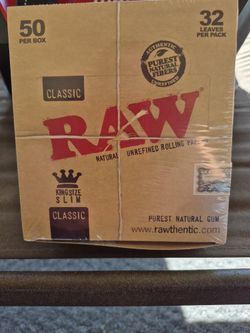 50
PER BOX
32
LEAVES
PER PACK
AUTHENTIC
PUREST
NATURAL
FIBERS
CLASSIC
RAW
NATURAL UNREFINED ROLLING
KING SIZE
SLIM
CLASSIC
PUREST NATURAL GUM
www.rawthentic.com